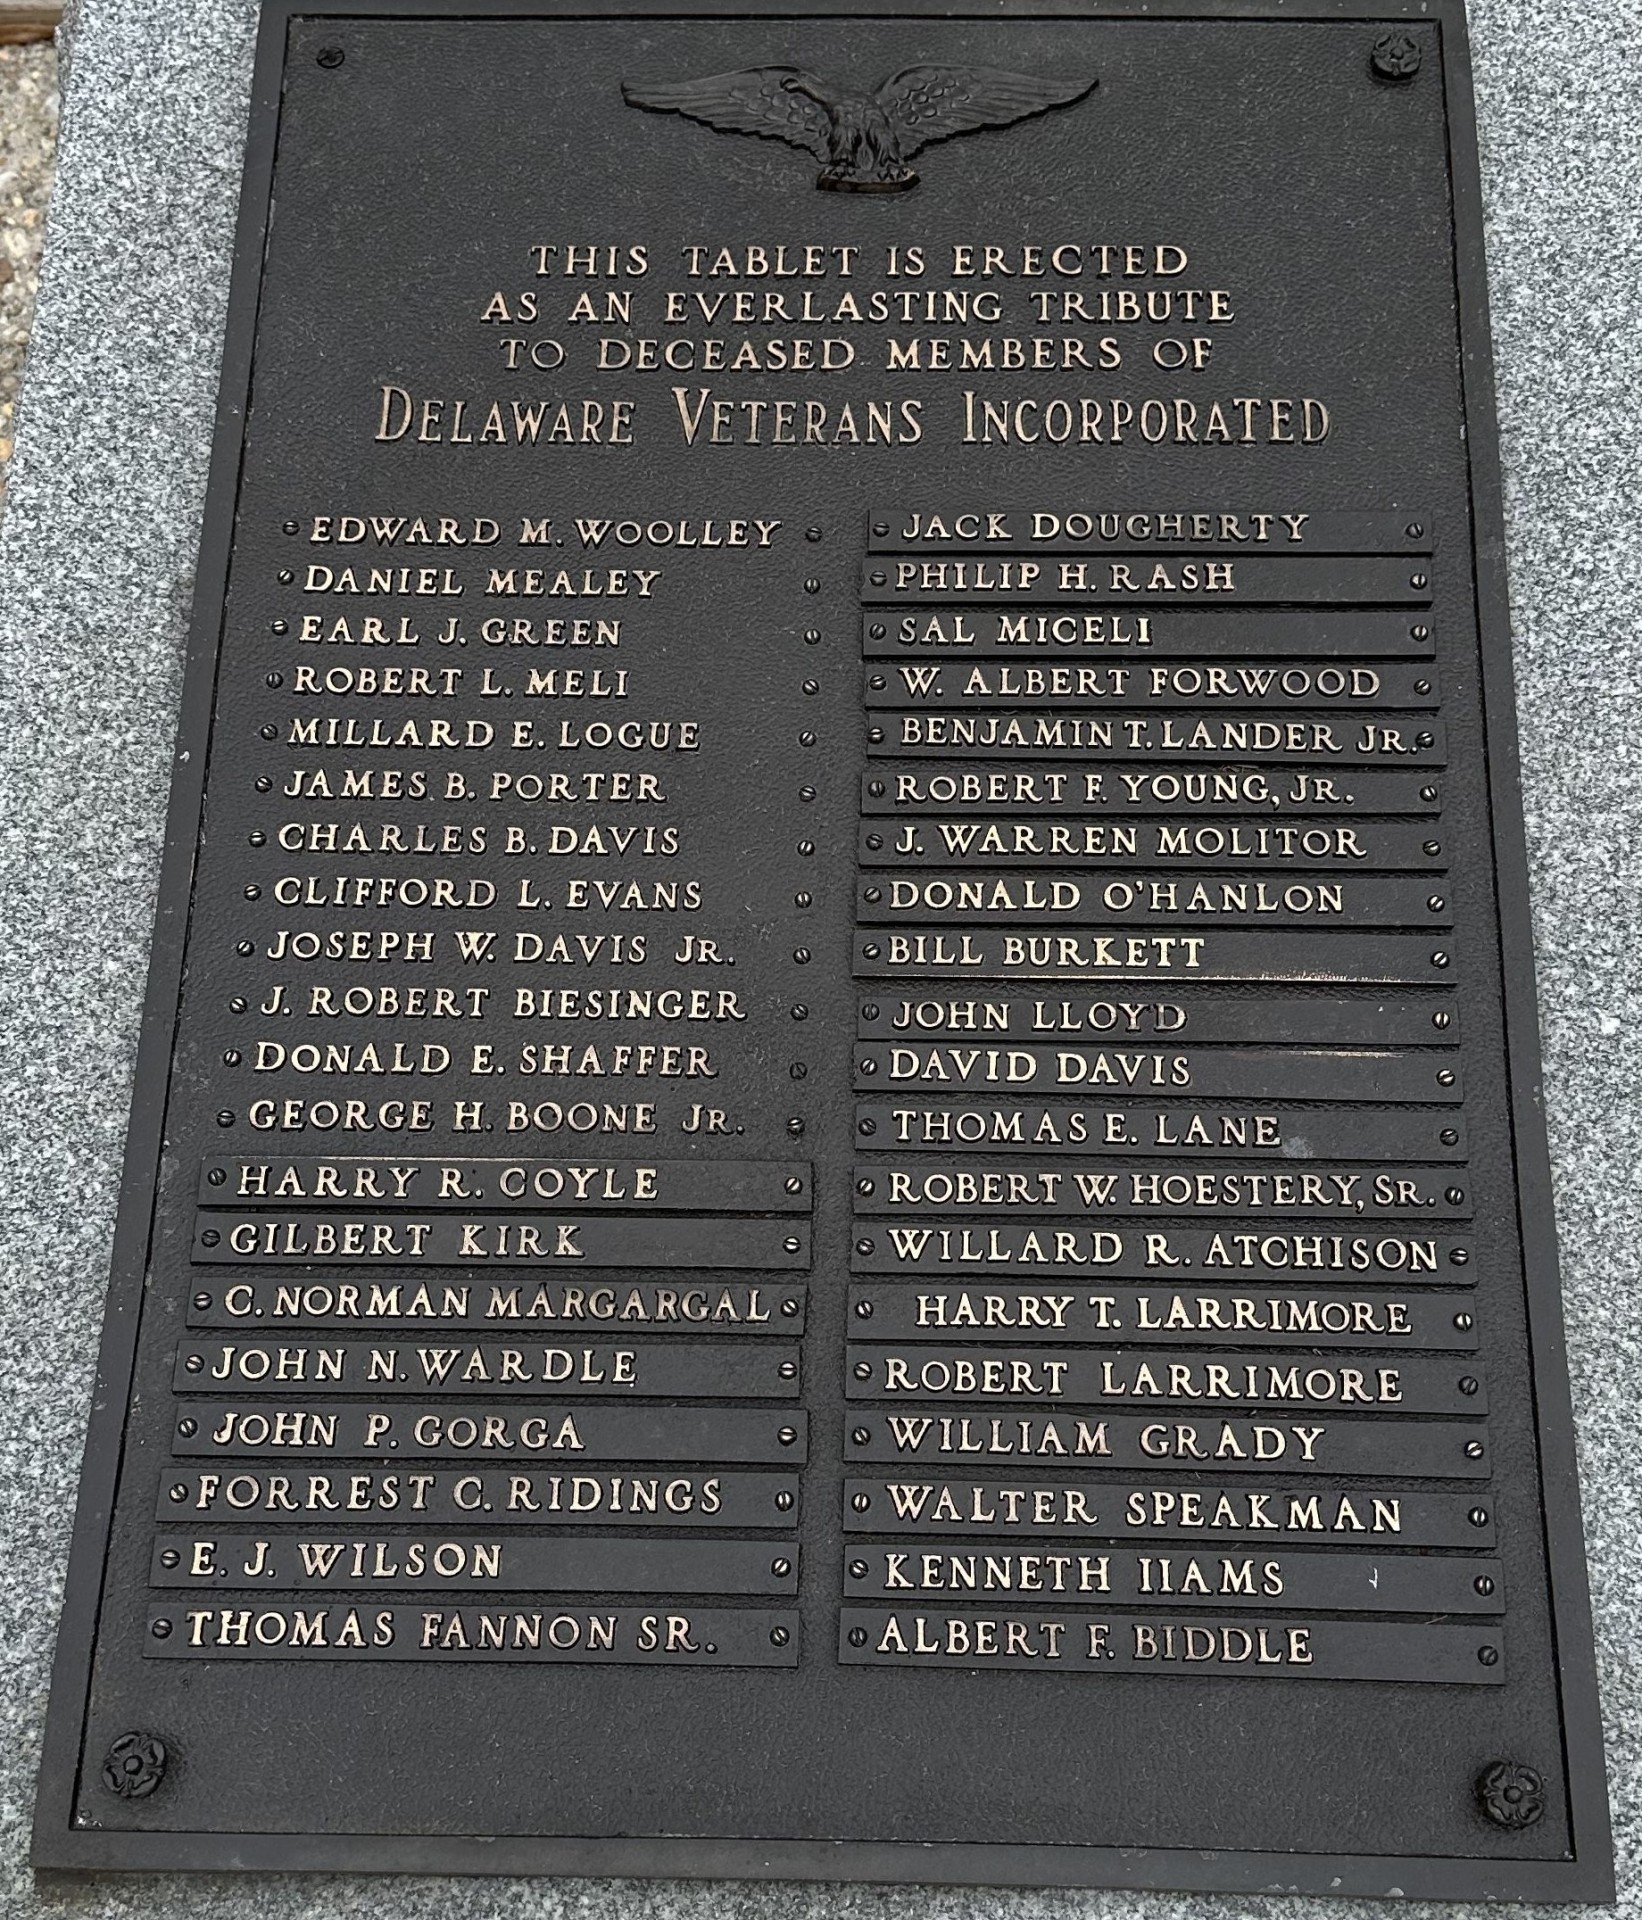 THIS TABLET IS ERECTED
AS AN EVERLASTING TRIBUTE
TO DECEASED MEMBERS OF
DELAWARE VETERANS INCORPORATED
EDWARD M. WOOLLEY
DANIEL MEALEY
EARL J. GREEN
ROBERT L. MELI
MILLARD E. LOGUE
JAMES B. PORTER
CHARLES B. DAVIS
CLIFFORD L. EVANS
JOSEPH W. DAVIS JR.
J. ROBERT BIESINGER
DONALD E. SHAFFER
GEORGE H. BOONE JR.
HARRY R. COYLE
GILBERT KIRK
C. NORMAN MARGARGAL
JOHN N. WARDLE
JOHN P. GORGA
FORREST C. RIDINGS
E. J. WILSON
THOMAS FANNON SR.
JACK DOUGHERTY
PHILIP H. RASH
SAL MICELI
W. ALBERT FORWOOD
BENJAMIN T. LANDER JR.
ROBERT F. YOUNG, JR.
J. WARREN MOLITOR
DONALD O'HANLON
BILL BURKETT
JOHN LLOYD
DAVID DAVIS
THOMAS E. LANE
ROBERT W. HOESTERY, SR.
WILLARD R. ATCHISON
HARRY T. LARRIMORE
ROBERT LARRIMORE
WILLIAM GRADY
WALTER SPEAKMAN
KENNETH IIAMS
ALBERT F. BIDDLE